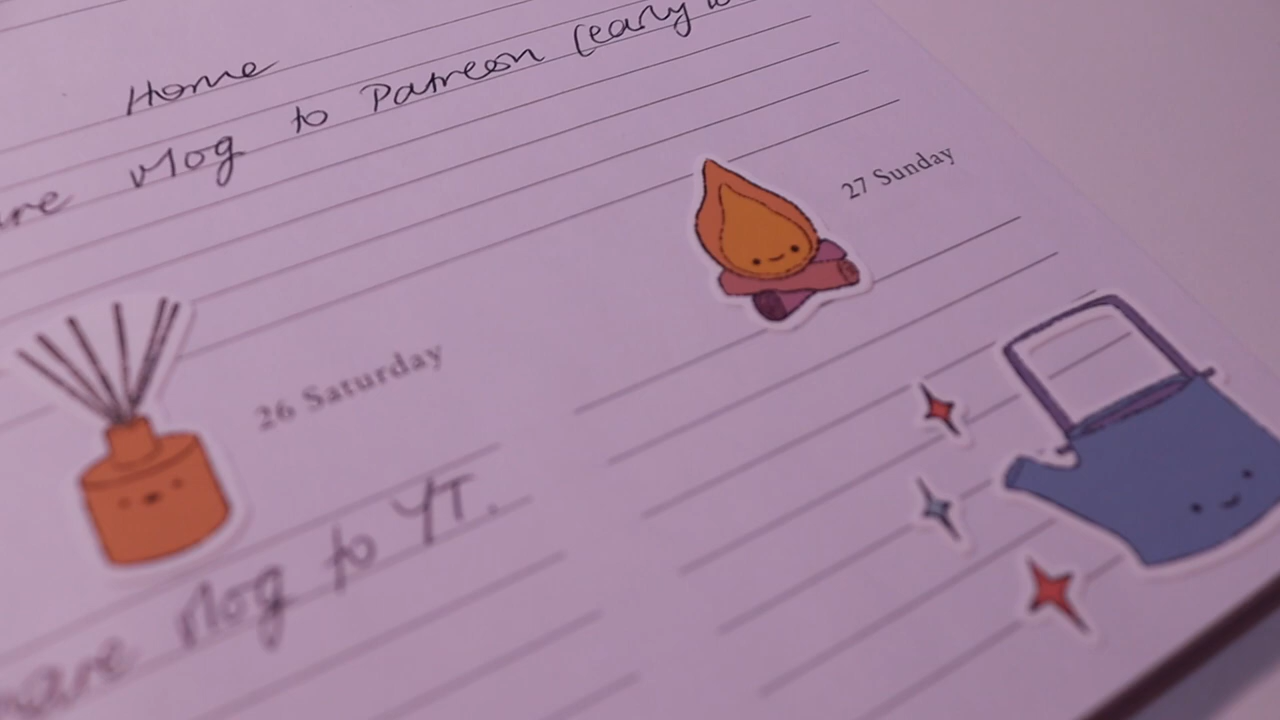 Home
vlog to Patreon (early
27 Sunday
26 Saturday
vlog to YT.